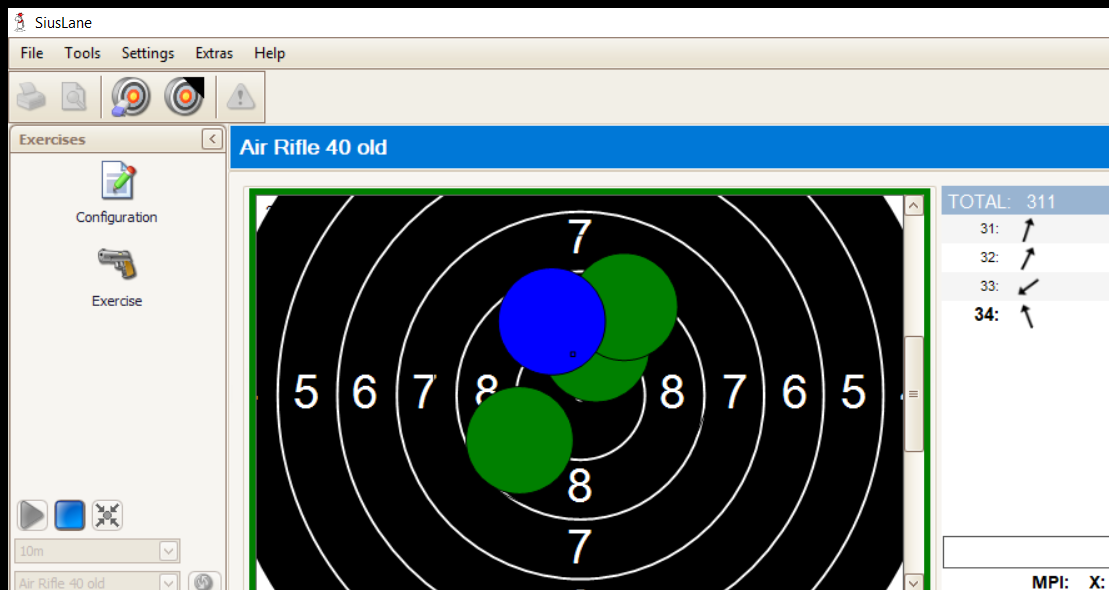 SiusLane
File Tools Settings Extras Help
Exercises
Air Rifle 40 old
Configuration
Exercise
10m
Air Rifle 40 old
7
5 6 7 8 8 7 6 5
8
7
TOTAL: 311
31:
32:
33:
34:
MPI: X: